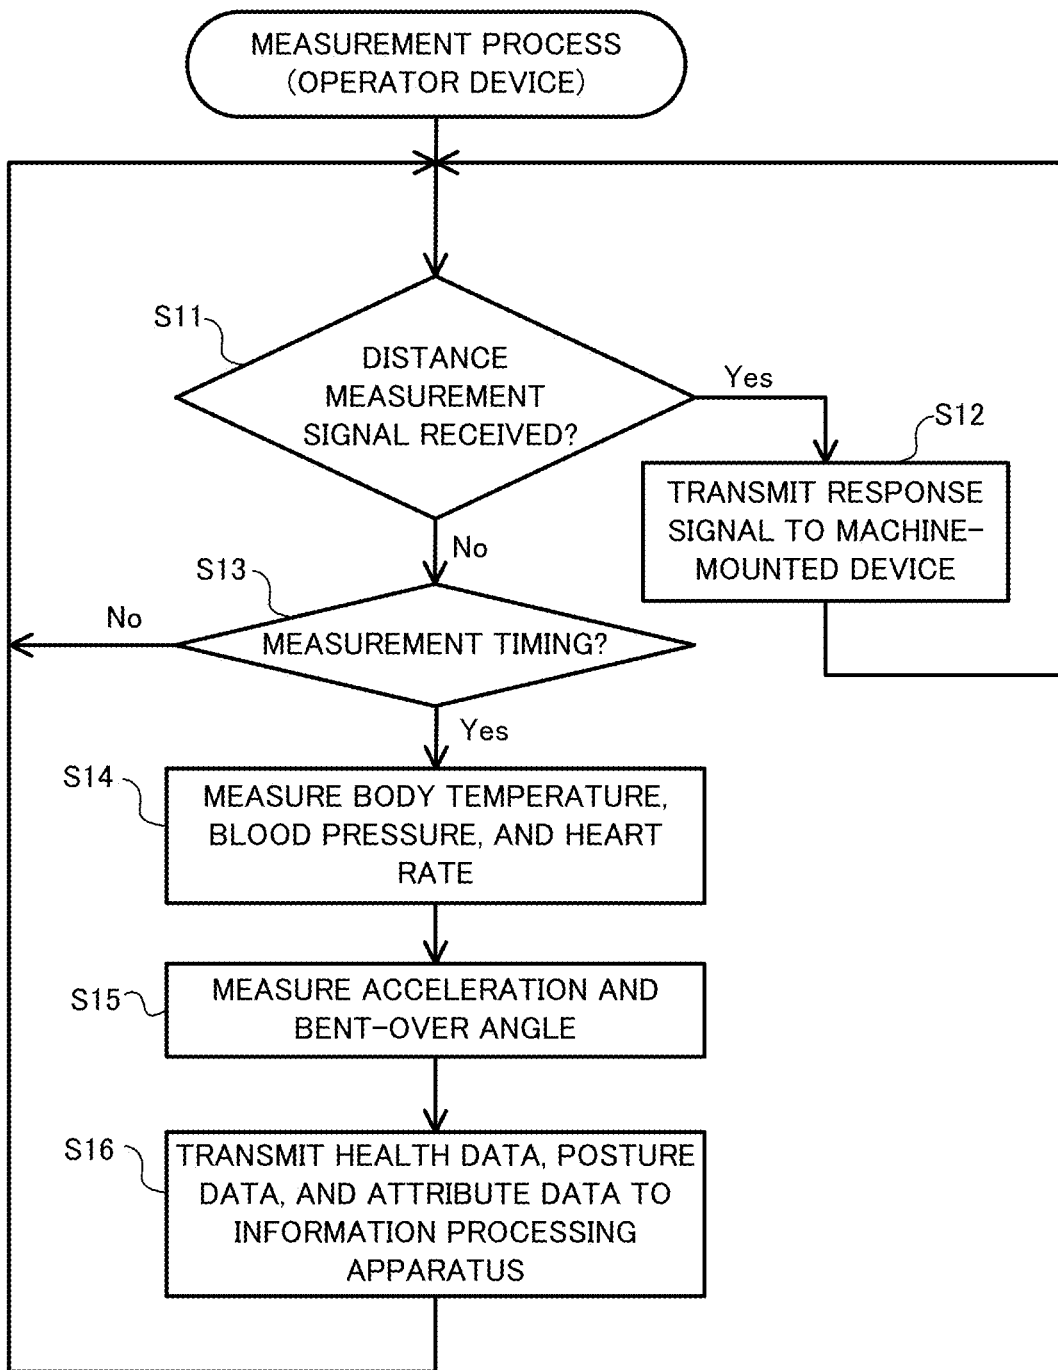 MEASUREMENT PROCESS
(OPERATOR DEVICE)
S11
DISTANCE
MEASUREMENT
SIGNAL RECEIVED?
Yes
S12
TRANSMIT RESPONSE
SIGNAL TO MACHINE-
MOUNTED DEVICE
No
S13
No
MEASUREMENT TIMING?
Yes
S14
MEASURE BODY TEMPERATURE,
BLOOD PRESSURE, AND HEART
RATE
S15
MEASURE ACCELERATION AND
BENT-OVER ANGLE
S16
TRANSMIT HEALTH DATA, POSTURE
DATA, AND ATTRIBUTE DATA TO
INFORMATION PROCESSING
APPARATUS